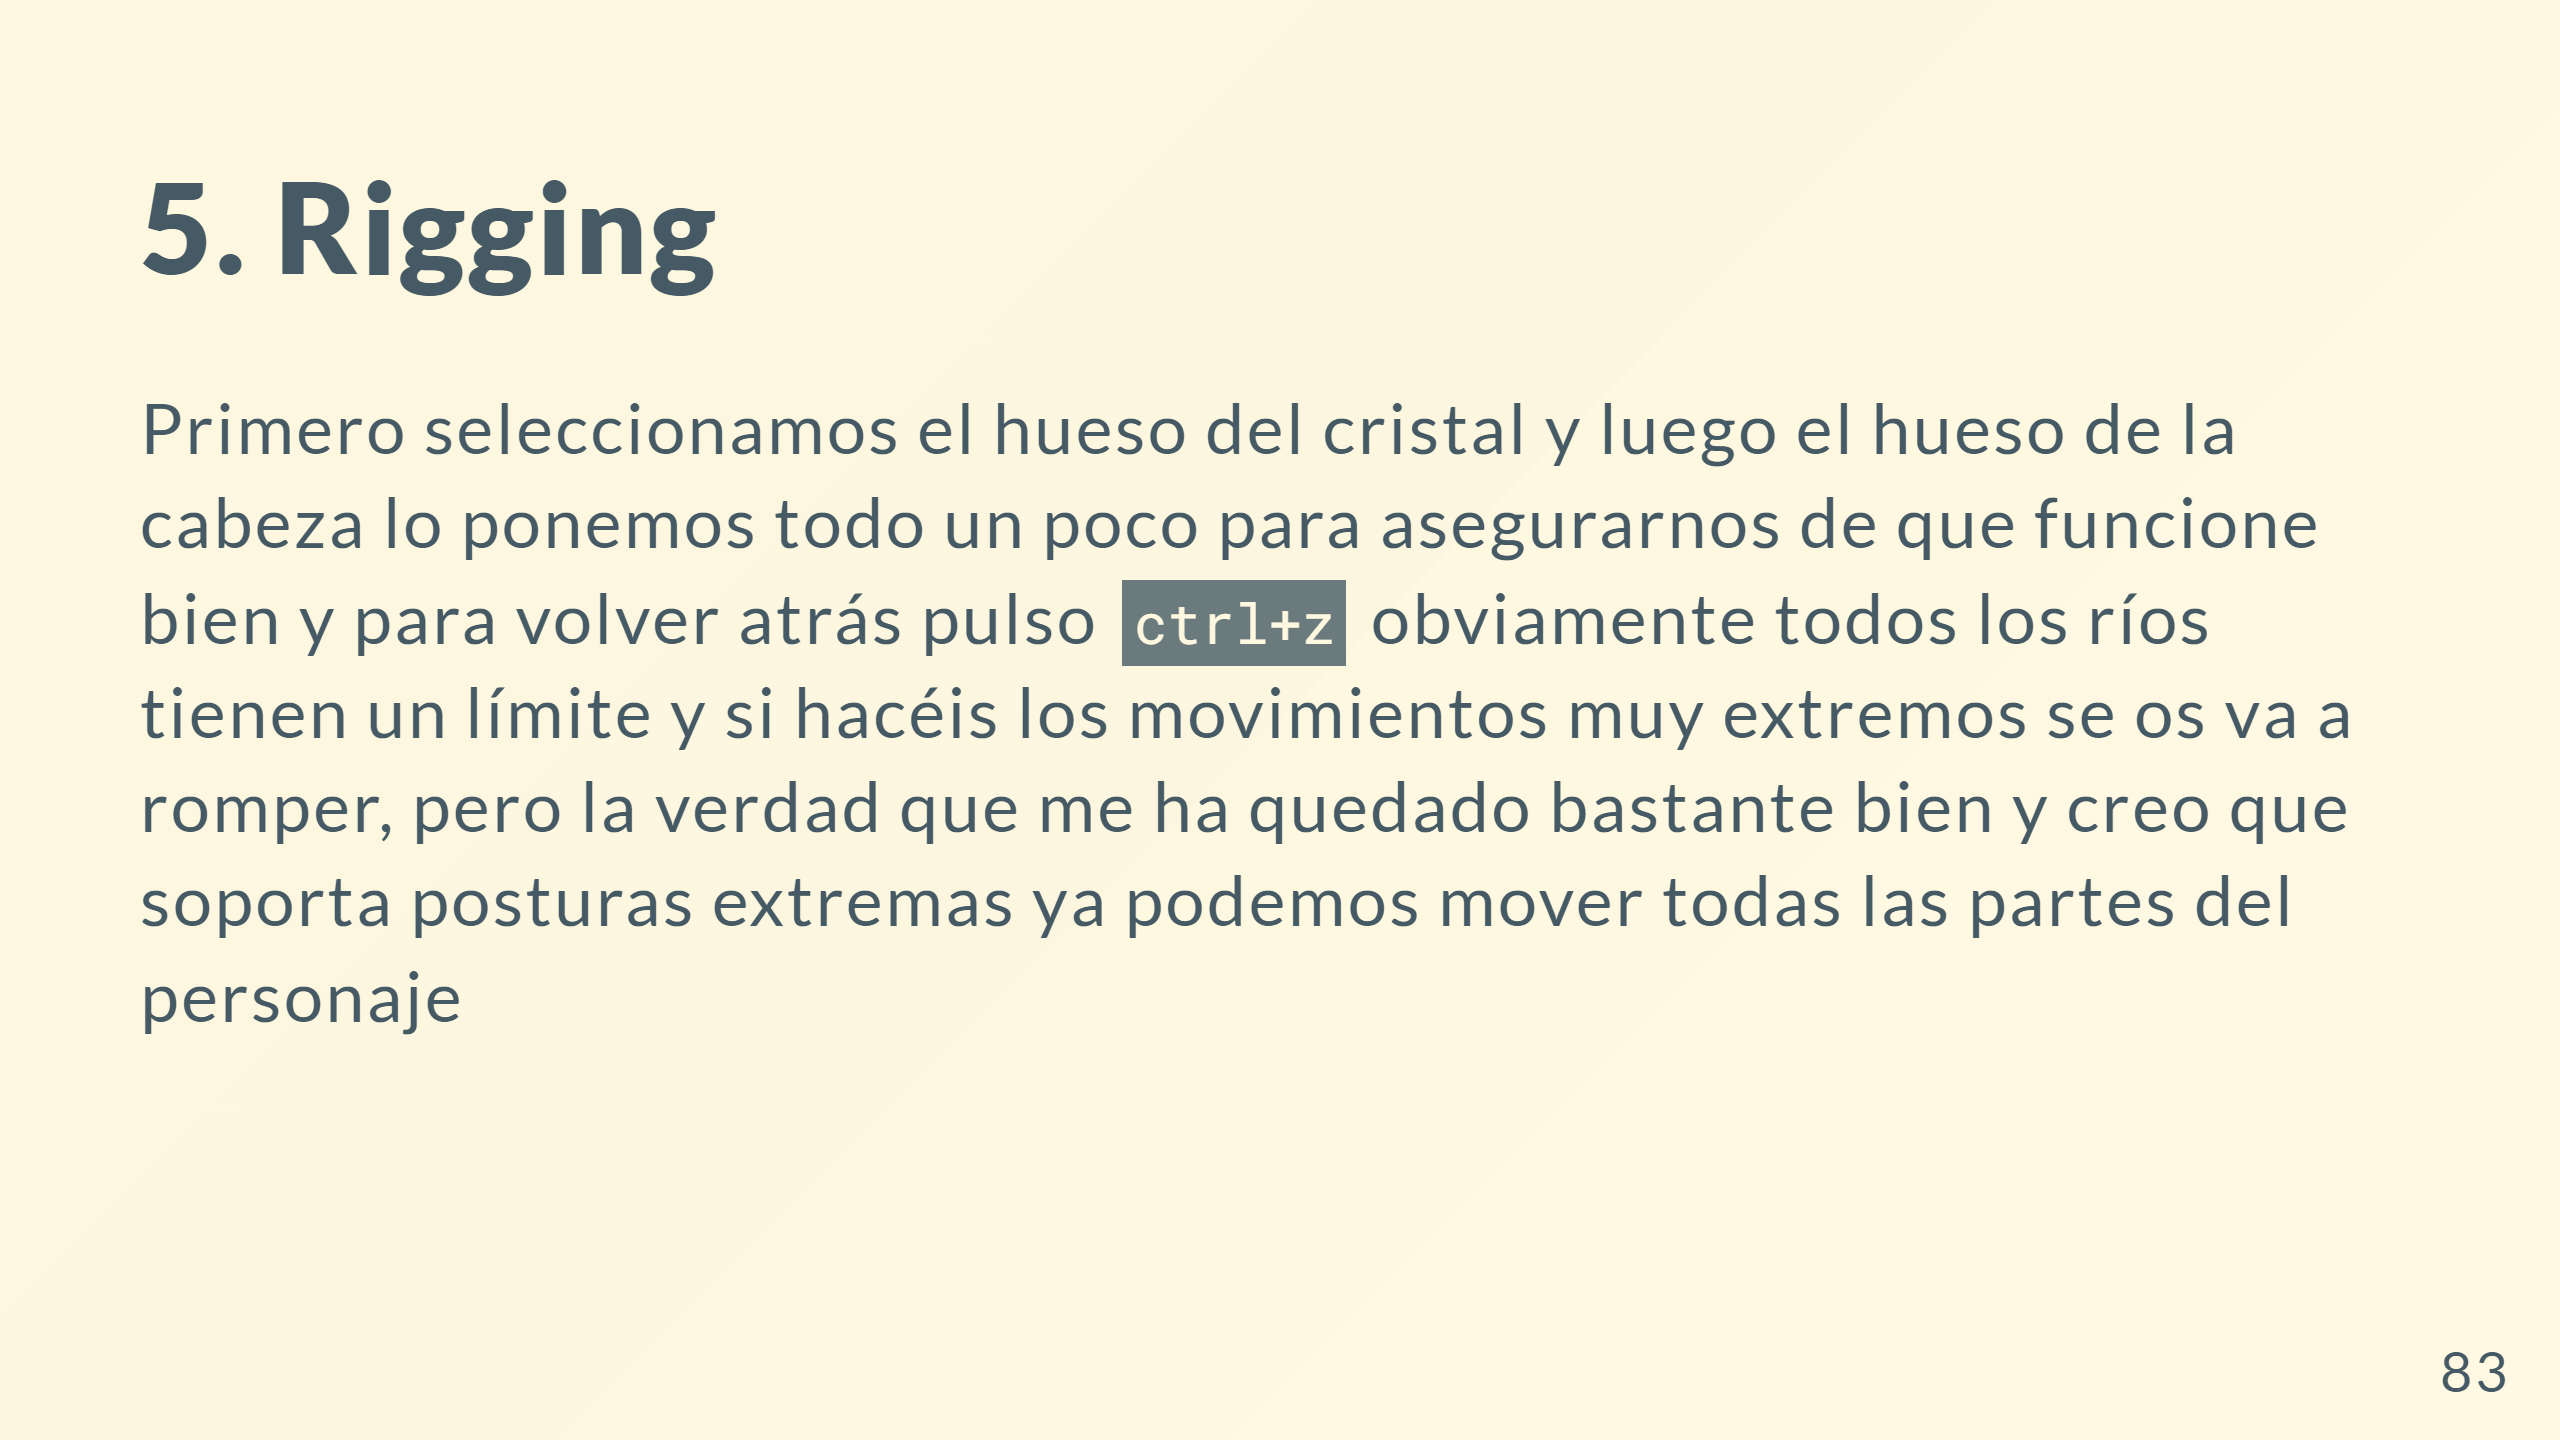 5. Rigging
Primero seleccionamos el hueso del cristal y luego el hueso de la
cabeza lo ponemos todo un poco para asegurarnos de que funcione
bien y para volver atrás pulso ctrl+z obviamente todos los ríos
tienen un límite y si hacéis los movimientos muy extremos se os va a
romper, pero la verdad que me ha quedado bastante bien y creo que
soporta posturas extremas ya podemos mover todas las partes del
personaje
83